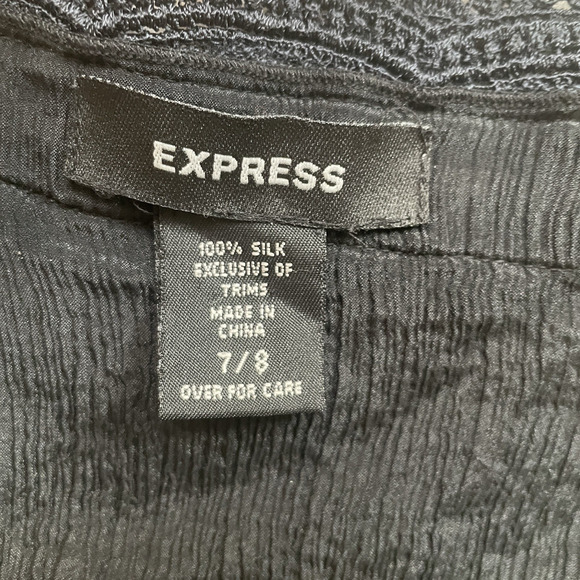 EXPRESS
100% SILK
EXCLUSIVE OF
TRIMS
MADE IN
CHINA
7/8
OVER FOR CARE